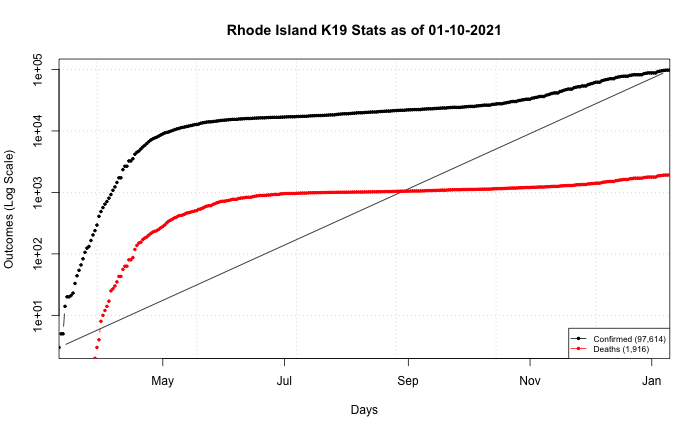 Rhode Island K19 Stats as of 01-10-2021
Outcomes (Log Scale)
1e+05
1e+04
1e+03
1e+02
1e+01
May Jul Sep Nov Jan
Days
Confirmed (97,614)
Deaths (1,916)